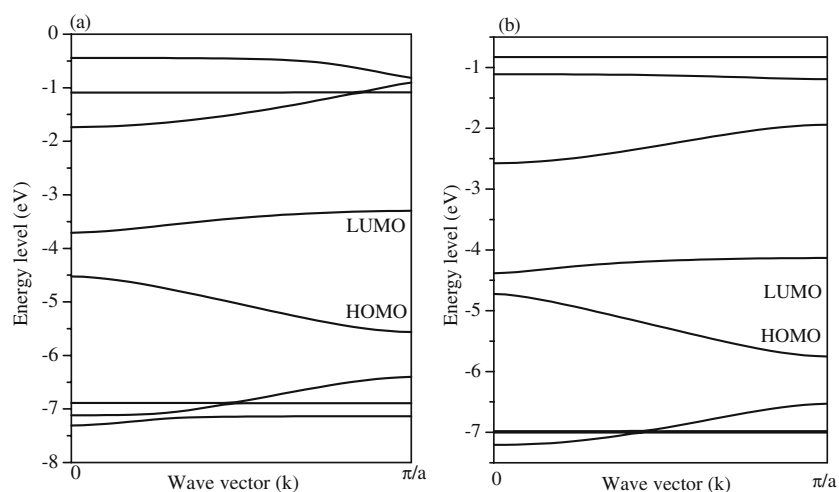 (a)
0
-1
-2
-3
-4
-5
-6
-7
-8
Energy level (eV)
LUMO
HOMO
0
Wave vector (k)
π/a
(b)
-1
-2
-3
-4
-5
-6
-7
Energy level (eV)
LUMO
HOMO
0
Wave vector (k)
π/a